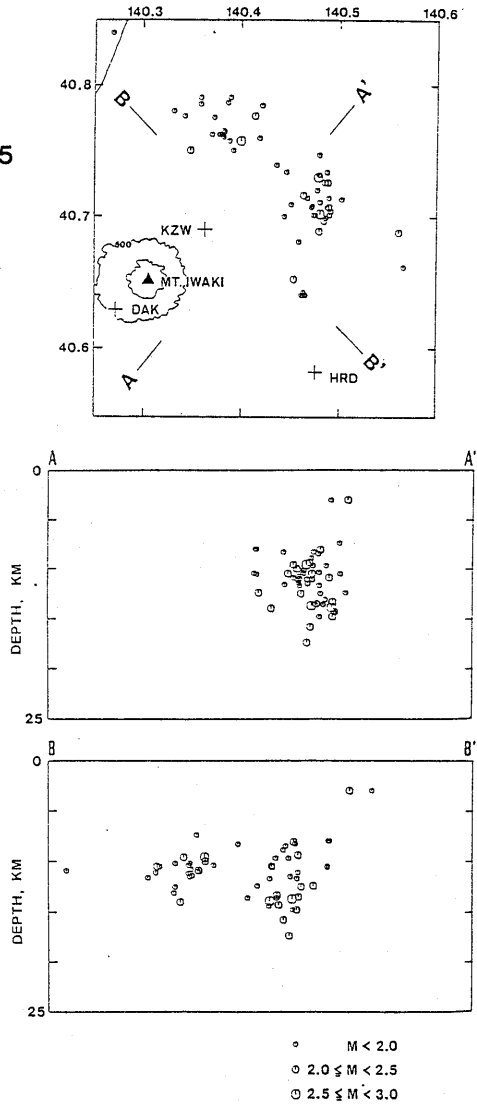 140.3 140.4 140.5 140.6
40.8
B A'
5
40.7
KZW
500
MT. IWAKI
DAK
40.6
A B'
HRD
A A'
0
DEPTH, KM
25
B B'
0
DEPTH, KM
25
M < 2.0
2.0 ≦ M < 2.5
2.5 ≦ M < 3.0